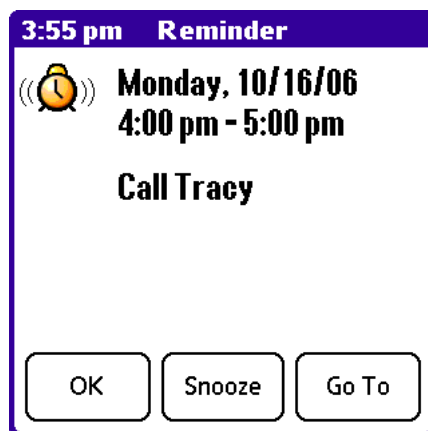 3:55 pm Reminder
Monday, 10/16/06
4:00 pm - 5:00 pm
Call Tracy
OK Snooze Go To